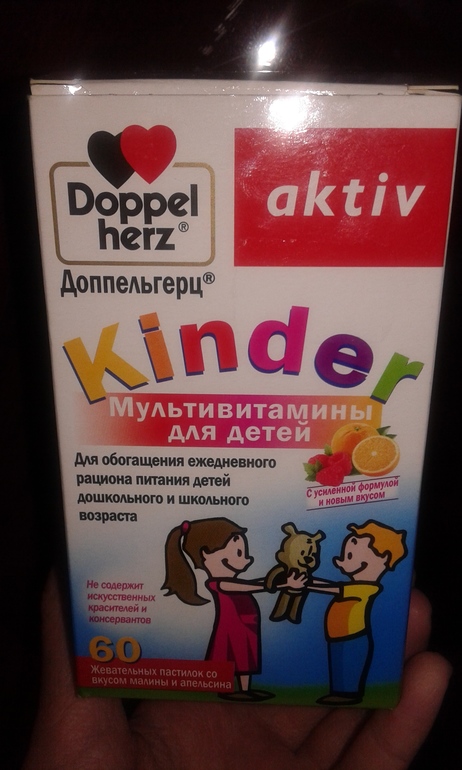 Doppel
herz®
aktiv
Доппельгерц®
Kinder
Мультивитамины
для детей
Для обогащения ежедневного
рациона питания детей
дошкольного и школьного
возраста
С усиленной формулой
и новым вкусом
Не содержит
искусственных
красителей и
консервантов
60
Жевательных пастилок со
вкусом малины и апельсина